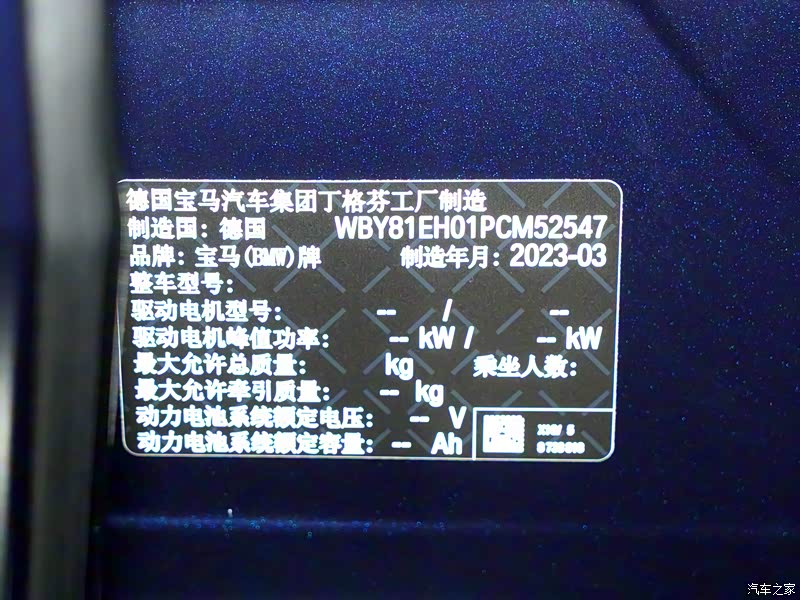 德国宝马汽车集团丁格芬工厂制造
制造国：德国 WBY81EH01PCM52547
品牌：宝马(BMW)牌 制造年月：2023-03
整车型号：
驱动电机型号： -- / --
驱动电机峰值功率： -- kW / -- kW
最大允许总质量： kg 乘坐人数：
最大允许牵引质量： -- kg
动力电池系统额定电压： -- V
动力电池系统额定容量： -- Ah
汽车之家